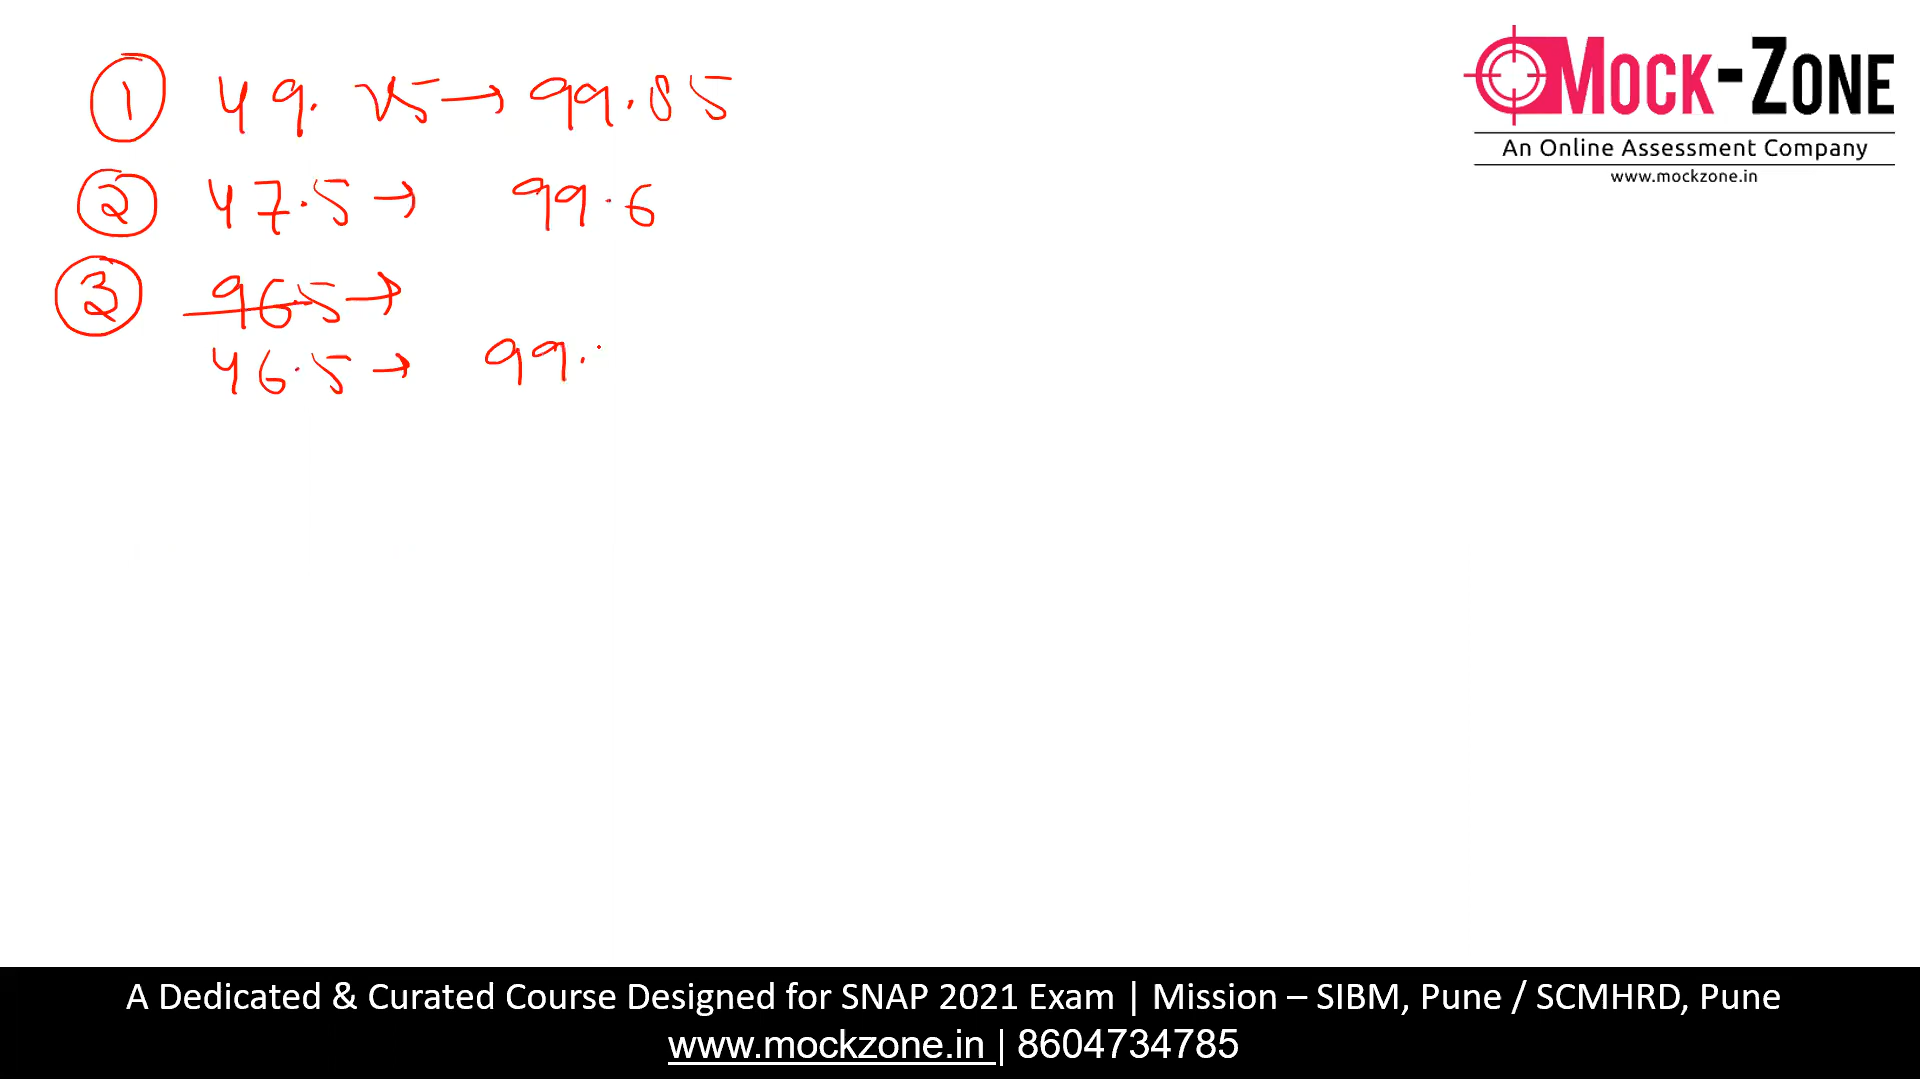 ① 49.25 → 99.85
② 47.5 → 99.6
③ 96.5 →
46.5 → 99.
MOCK-ZONE
An Online Assessment Company
www.mockzone.in
A Dedicated & Curated Course Designed for SNAP 2021 Exam | Mission – SIBM, Pune / SCMHRD, Pune
www.mockzone.in | 8604734785